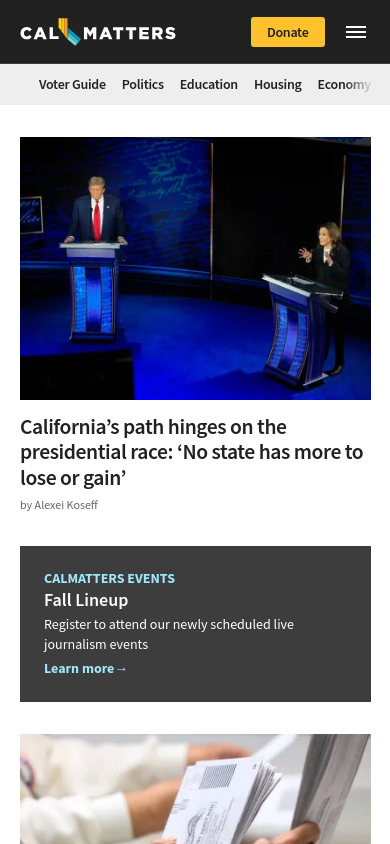 CALMATTERS
Donate
Voter Guide Politics Education Housing Economy
California’s path hinges on the
presidential race: ‘No state has more to
lose or gain’
by Alexei Koseff
CALMATTERS EVENTS
Fall Lineup
Register to attend our newly scheduled live
journalism events
Learn more→